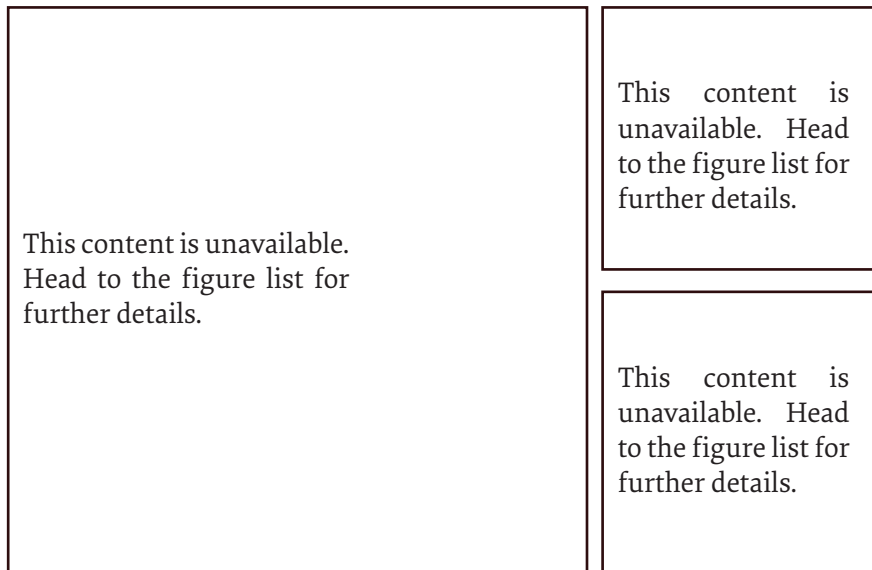 This content is unavailable.
Head to the figure list for
further details.
This content is
unavailable. Head
to the figure list for
further details.
This content is
unavailable. Head
to the figure list for
further details.